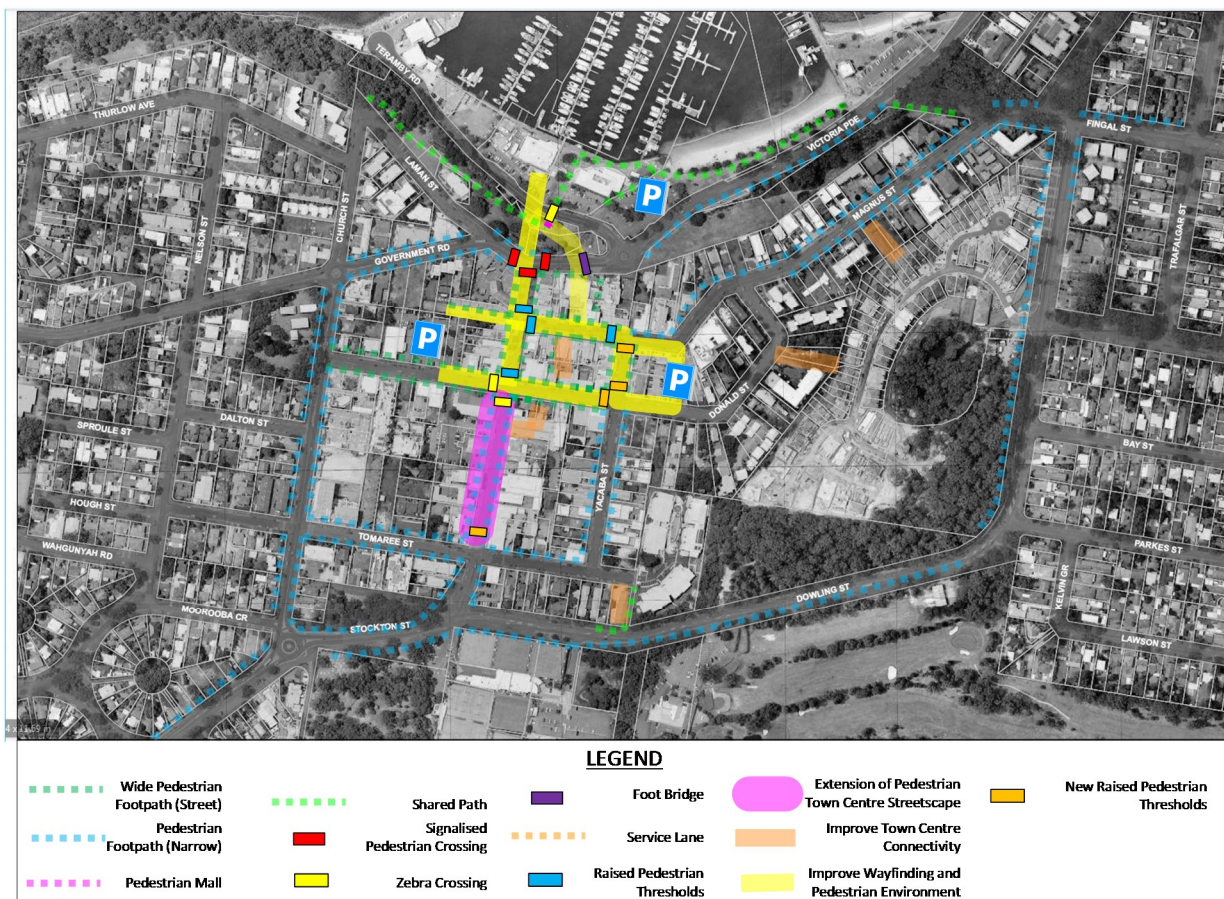 TERAMBY RD
THURLOW AVE
VICTORIA PDE
FINGAL ST
LAMAN ST
P
MAGNUS ST
CHURCH ST
NELSON ST
TRAFALGAR ST
GOVERNMENT RD
P
P
DONALD ST
DALTON ST
SPROULE ST
BAY ST
YACABA ST
HOUGH ST
TOMAREE ST
WAHGUNYAH RD
PARKES ST
KELVIN GR
DOWLING ST
MOOROOBA CR
STOCKTON ST
LAWSON ST
LEGEND
Wide Pedestrian
Footpath (Street)
Shared Path
Foot Bridge
Extension of Pedestrian
Town Centre Streetscape
New Raised Pedestrian
Thresholds
Pedestrian
Footpath (Narrow)
Signalised
Pedestrian Crossing
Service Lane
Improve Town Centre
Connectivity
Pedestrian Mall
Zebra Crossing
Raised Pedestrian
Thresholds
Improve Wayfinding and
Pedestrian Environment